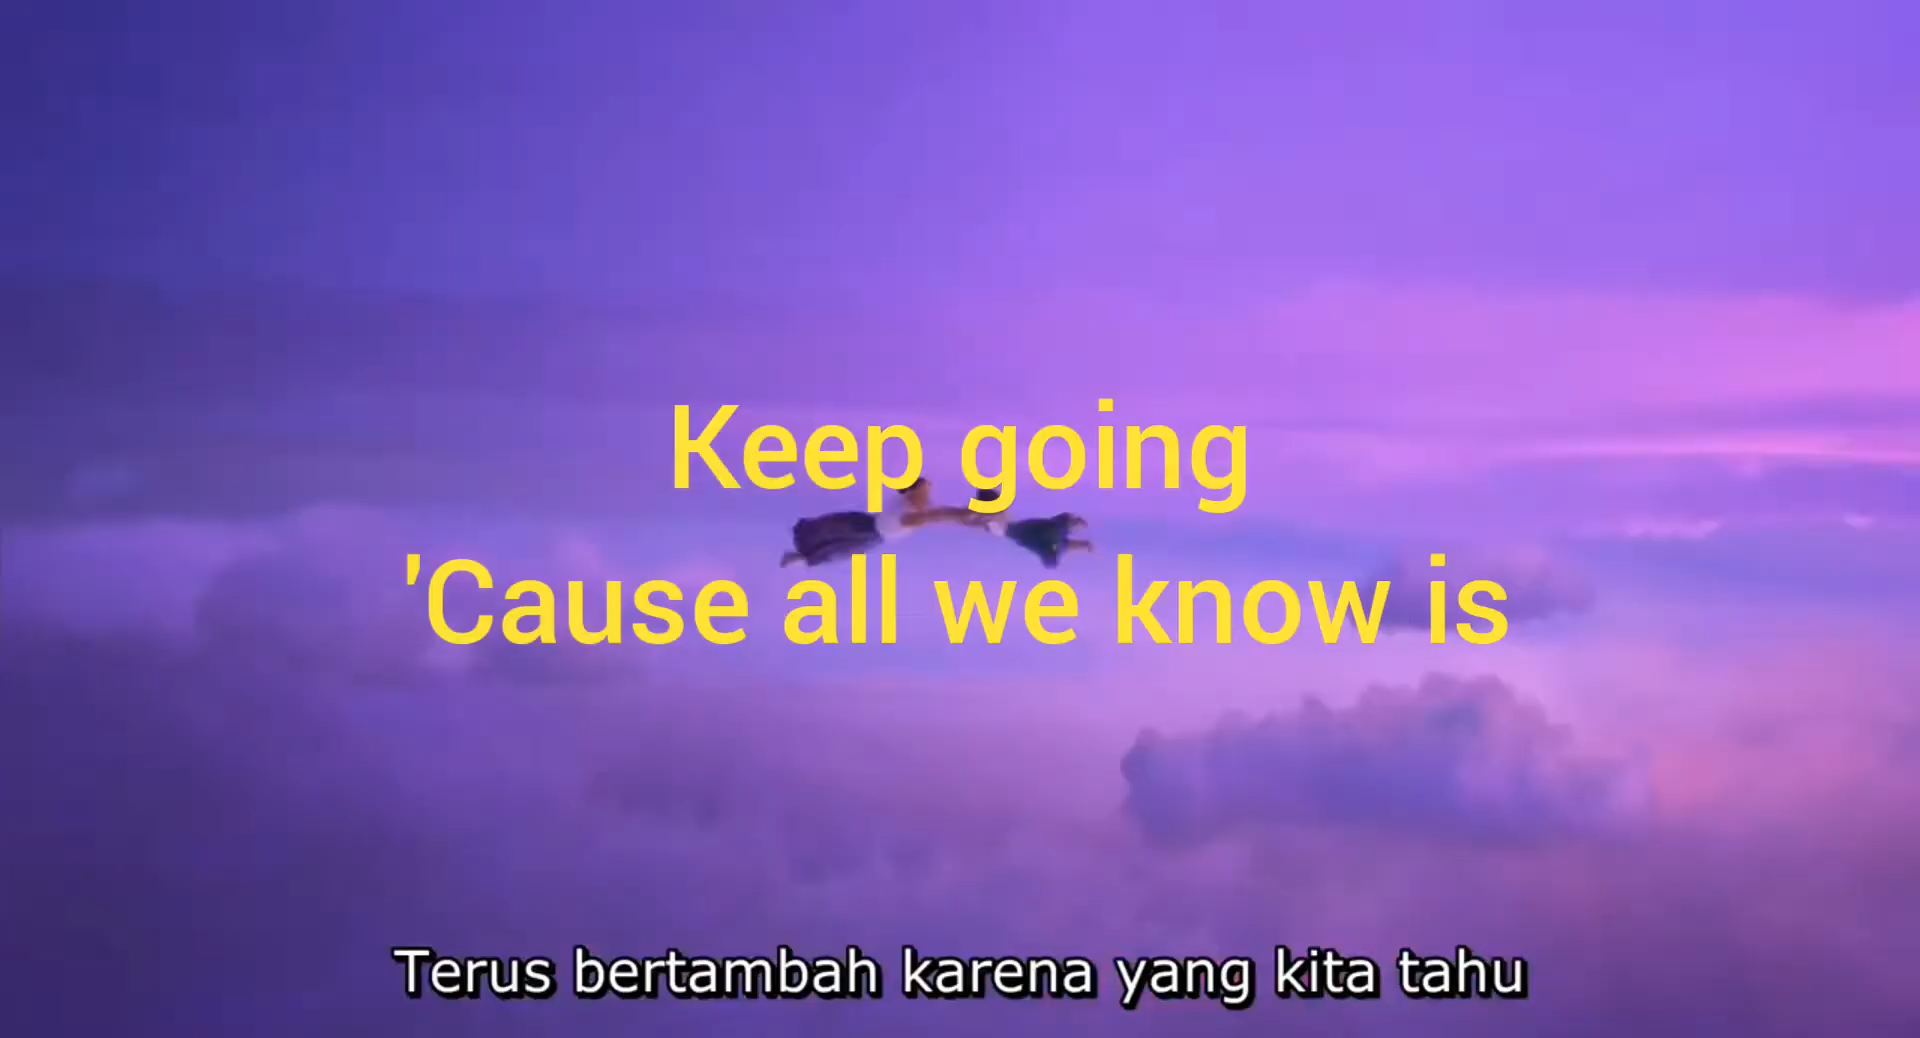 Keep going
'Cause all we know is
Terus bertambah karena yang kita tahu